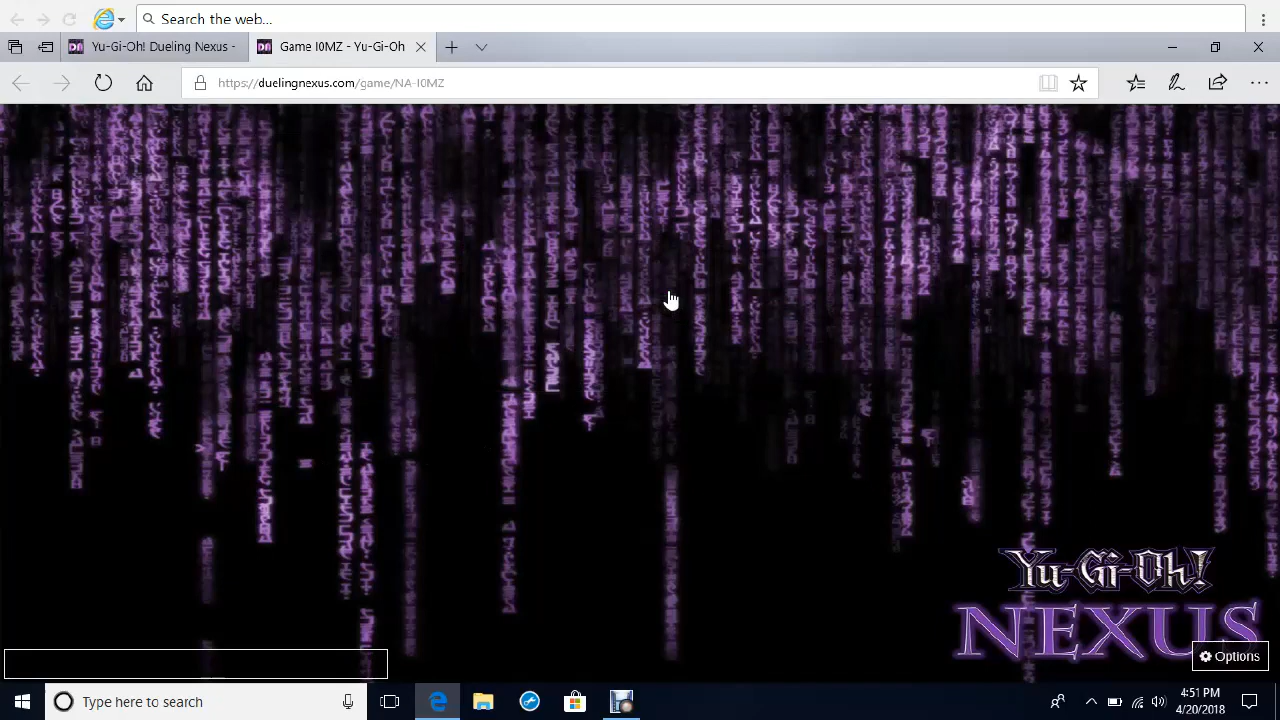 Search the web...
Yu-Gi-Oh! Dueling Nexus -
Game I0MZ - Yu-Gi-Oh
https://duelingnexus.com/game/NA-I0MZ
Yu-Gi-Oh!
NEXUS
Options
Type here to search
4:51 PM
4/20/2018